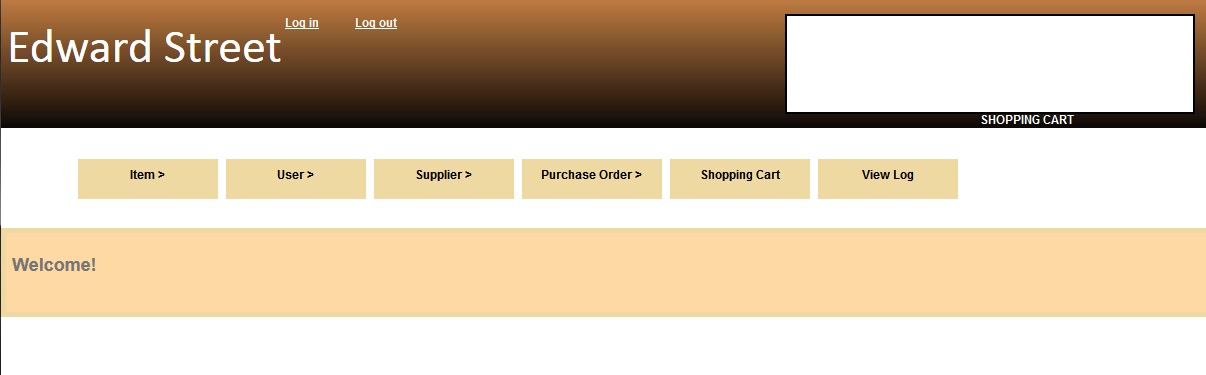 Log in Log out
Edward Street
SHOPPING CART
Item > User > Supplier > Purchase Order > Shopping Cart View Log
Welcome!